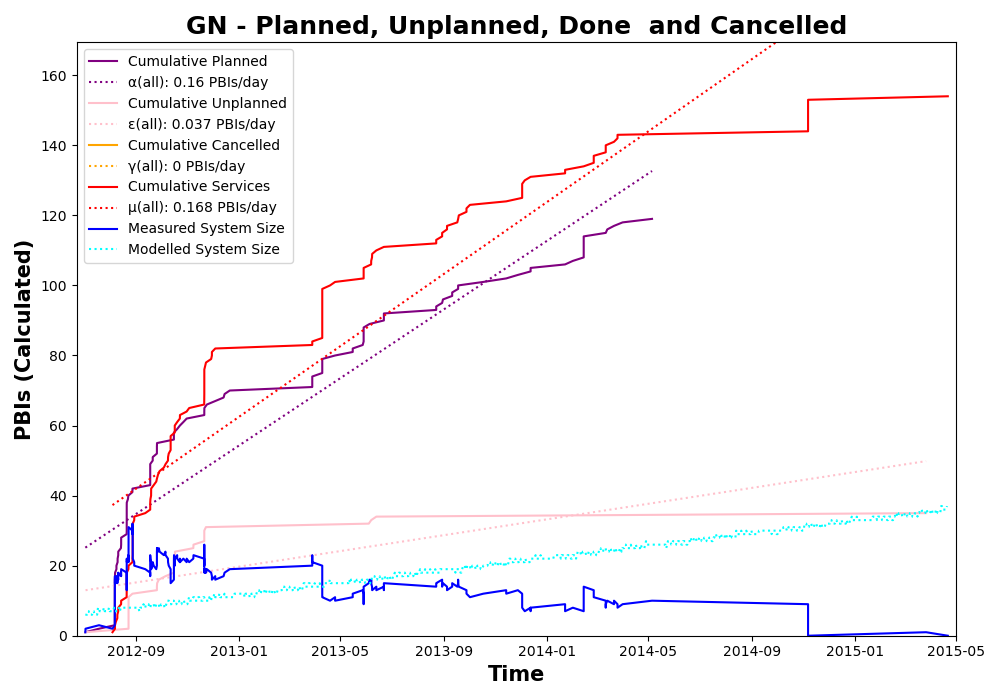 GN - Planned, Unplanned, Done  and Cancelled
Cumulative Planned
α(all): 0.16 PBIs/day
Cumulative Unplanned
ε(all): 0.037 PBIs/day
Cumulative Cancelled
γ(all): 0 PBIs/day
Cumulative Services
μ(all): 0.168 PBIs/day
Measured System Size
Modelled System Size
PBIs (Calculated)
160
140
120
100
80
60
40
20
0
2012-09 2013-01 2013-05 2013-09 2014-01 2014-05 2014-09 2015-01 2015-05
Time